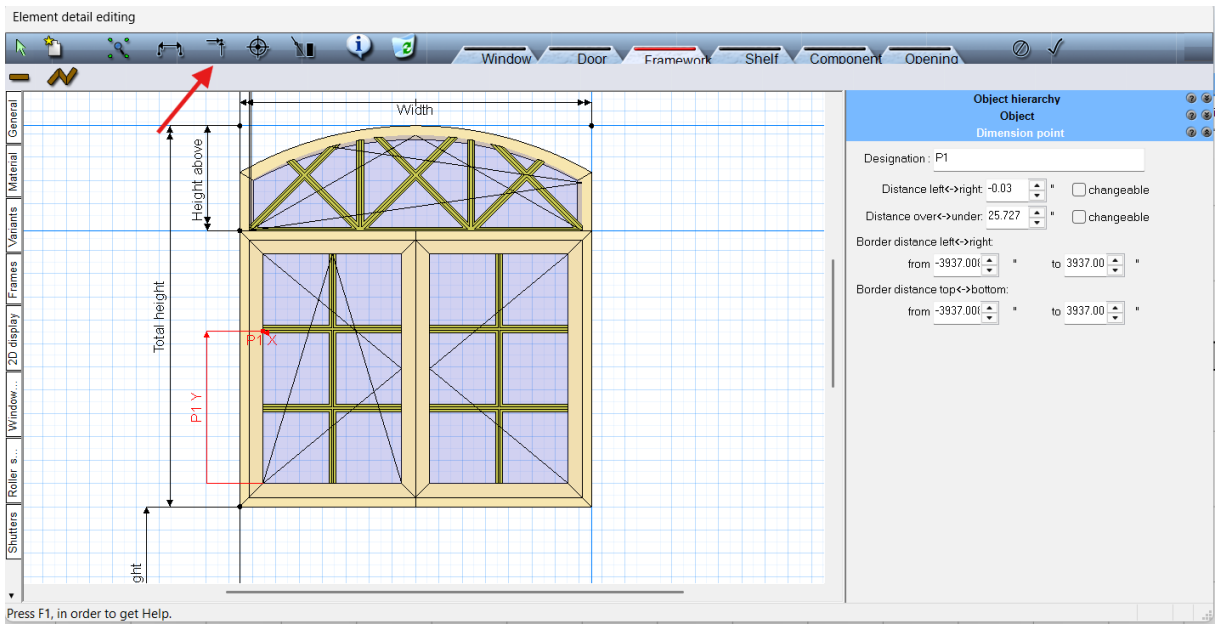 Element detail editing
Window Door Framework Shelf Component Opening
General
Material
Variants
Frames
2D display
Window...
Roller s...
Shutters
Width
Height above
Total height
P1 X
P1 Y
ght
Object hierarchy
Object
Dimension point
Designation : P1
Distance left<->right: -0.03 " changeable
Distance over<->under: 25.727 " changeable
Border distance left<->right:
from -3937.00( " to 3937.00 "
Border distance top<->bottom:
from -3937.00( " to 3937.00 "
Press F1, in order to get Help.